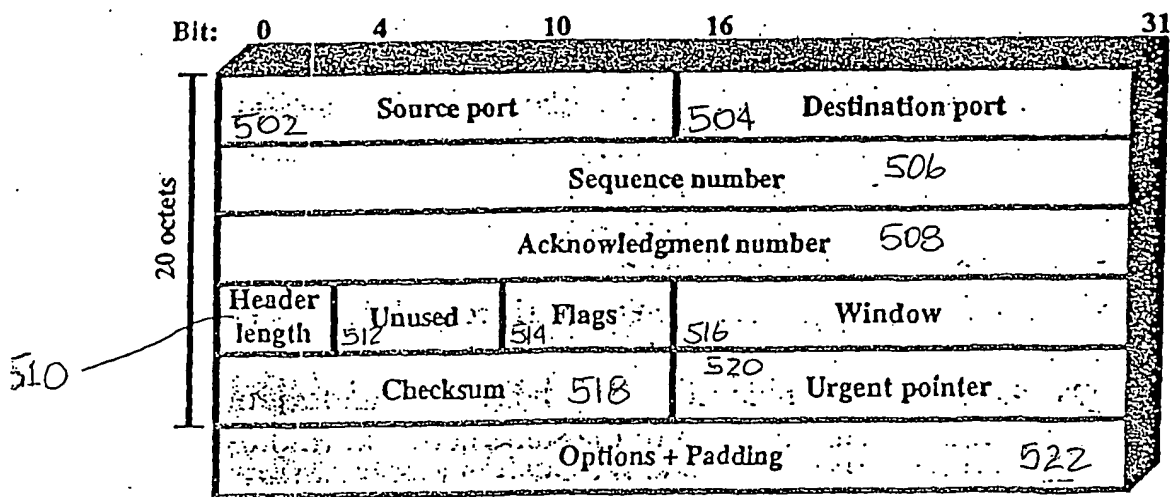 Bit: 0 4 10 16 31
Source port 502 504 Destination port
Sequence number 506
Acknowledgment number 508
Header length 510 Unused 512 Flags 514 Window 516
Checksum 518 520 Urgent pointer
Options + Padding 522
20 octets